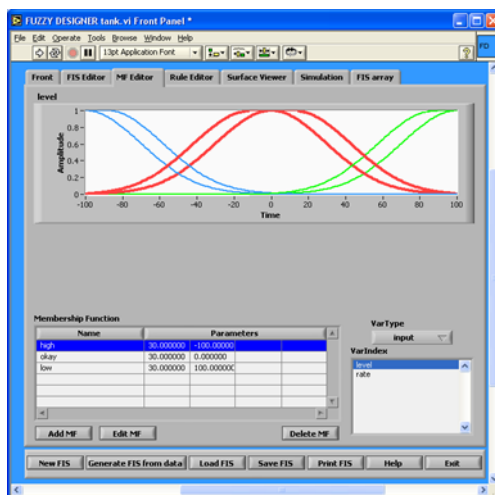 FUZZY DESIGNER tank.vi Front Panel *
File Edit Operate Tools Browse Window Help
13pt Application Font
FD
Front FIS Editor MF Editor Rule Editor Surface Viewer Simulation FIS array
level
1
0.8
0.6
0.4
0.2
0
Amplitude
-100 -80 -60 -40 -20 0 20 40 60 80 100
Time
Membership Function
Name Parameters
high 30.000000 -100.00000
okay 30.000000 0.000000
low 30.000000 100.000000
VarType
input
VarIndex
level
rate
Add MF Edit MF Delete MF
New FIS Generate FIS from data Load FIS Save FIS Print FIS Help Exit